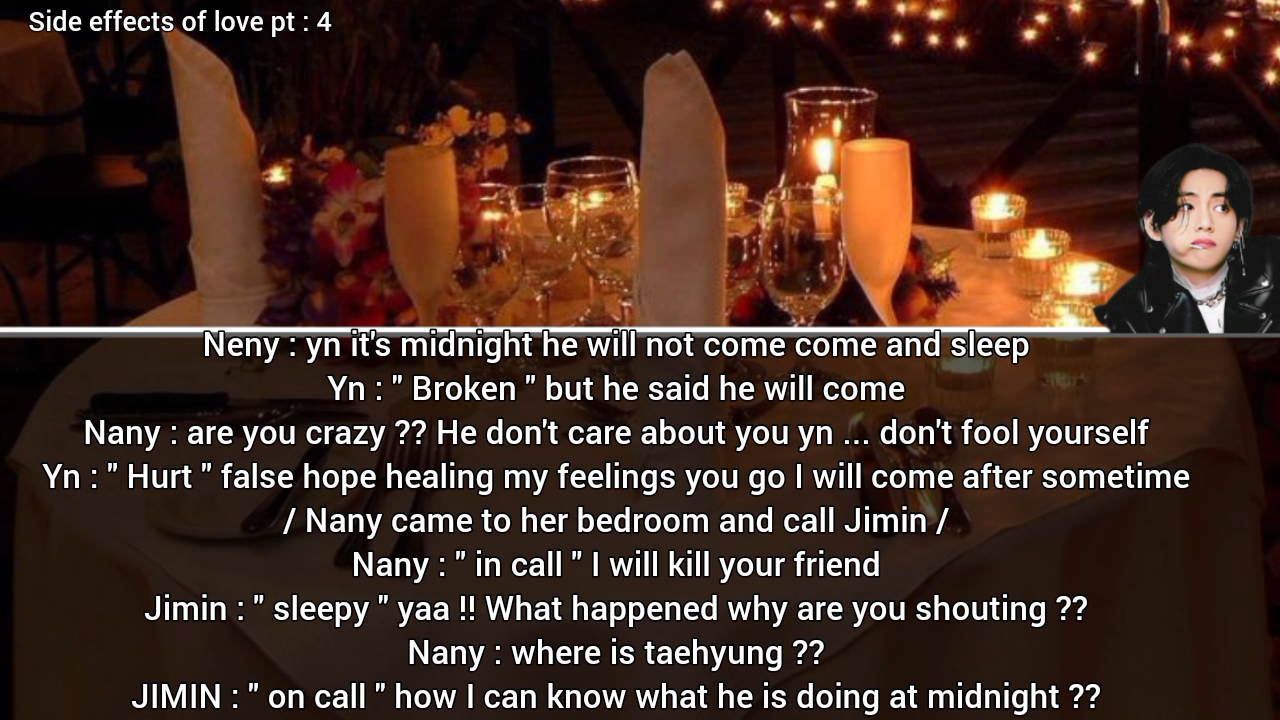 Side effects of love pt : 4
Neny : yn it's midnight he will not come come and sleep
Yn : " Broken " but he said he will come
Nany : are you crazy ?? He don't care about you yn ... don't fool yourself
Yn : " Hurt " false hope healing my feelings you go I will come after sometime
/ Nany came to her bedroom and call Jimin /
Nany : " in call " I will kill your friend
Jimin : " sleepy " yaa !! What happened why are you shouting ??
Nany : where is taehyung ??
JIMIN : " on call " how I can know what he is doing at midnight ??